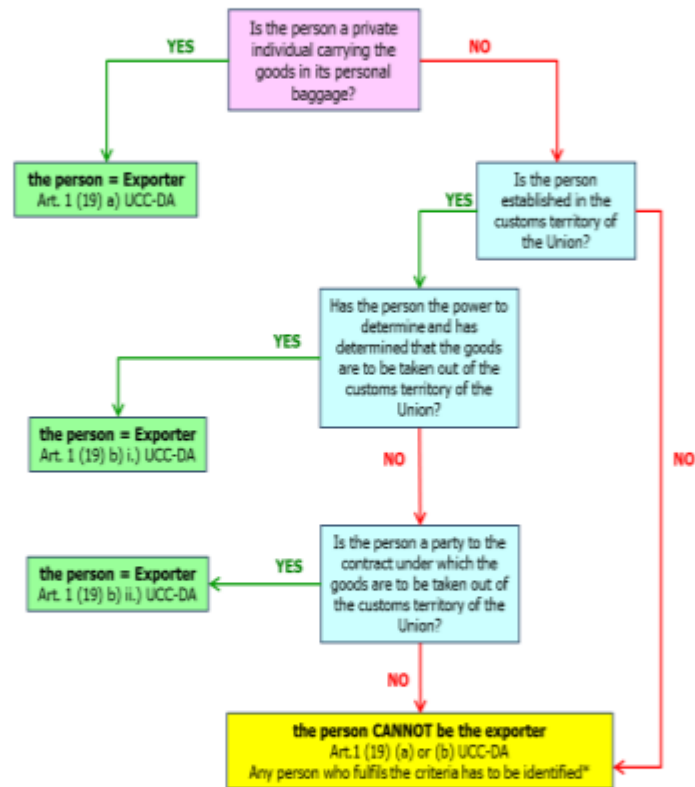 Is the person a private
individual carrying the
goods in its personal
baggage?
YES
NO
the person = Exporter
Art. 1 (19) a) UCC-DA
Is the person
established in the
customs territory of
the Union?
YES
Has the person the power to
determine and has
determined that the goods
are to be taken out of the
customs territory of the
Union?
YES
the person = Exporter
Art. 1 (19) b) i.) UCC-DA
NO
NO
Is the person a party to the
contract under which the
goods are to be taken out of
the customs territory of the
Union?
YES
the person = Exporter
Art. 1 (19) b) ii.) UCC-DA
NO
the person CANNOT be the exporter
Art.1 (19) (a) or (b) UCC-DA
Any person who fulfils the criteria has to be identified*